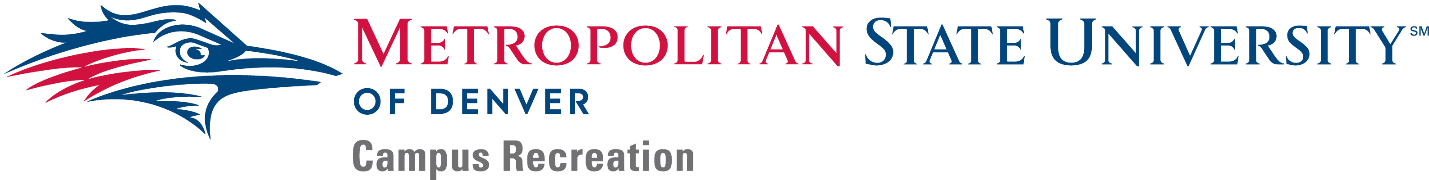 METROPOLITAN STATE UNIVERSITY℠
OF DENVER
Campus Recreation